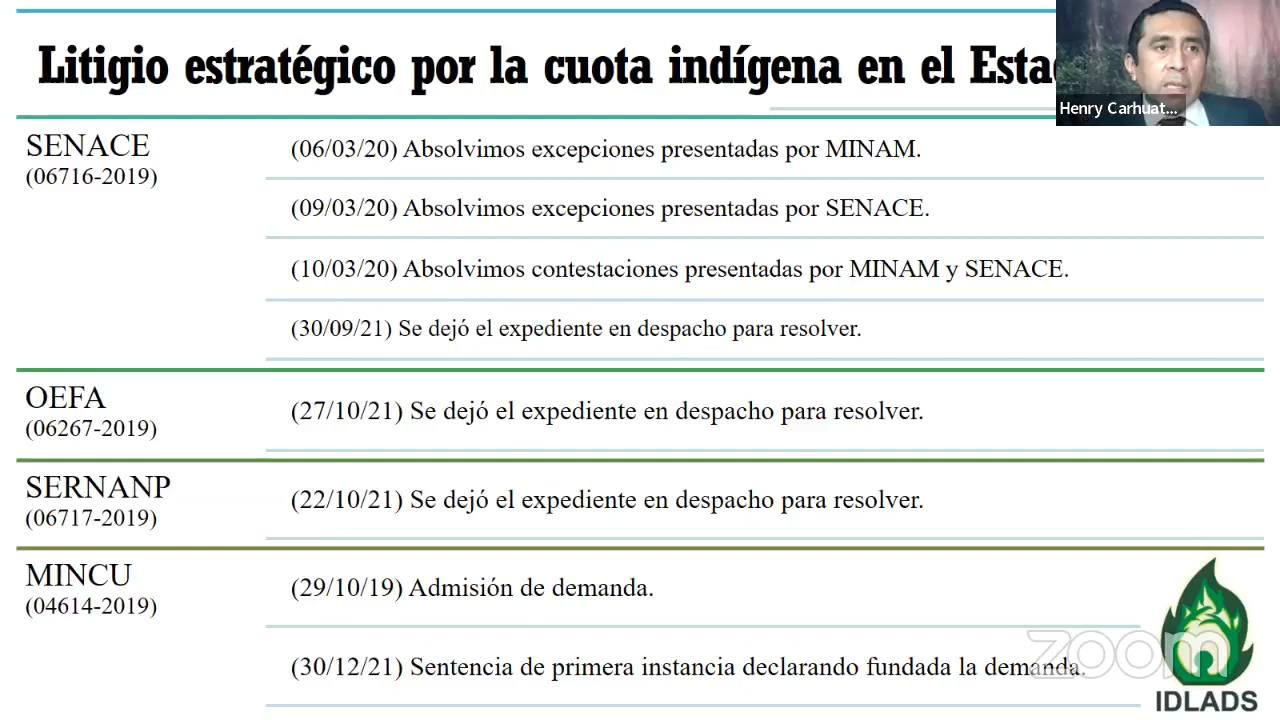 Litigio estratégico por la cuota indígena en el
Henry Carhuat...
SENACE
(06716-2019)
(06/03/20) Absolvimos excepciones presentadas por MINAM.
(09/03/20) Absolvimos excepciones presentadas por SENACE.
(10/03/20) Absolvimos contestaciones presentadas por MINAM y SENACE.
(30/09/21) Se dejó el expediente en despacho para resolver.
OEFA
(06267-2019)
(27/10/21) Se dejó el expediente en despacho para resolver.
SERNANP
(06717-2019)
(22/10/21) Se dejó el expediente en despacho para resolver.
MINCU
(04614-2019)
(29/10/19) Admisión de demanda.
(30/12/21) Sentencia de primera instancia declarando fundada la demanda.
zoom
IDLADS